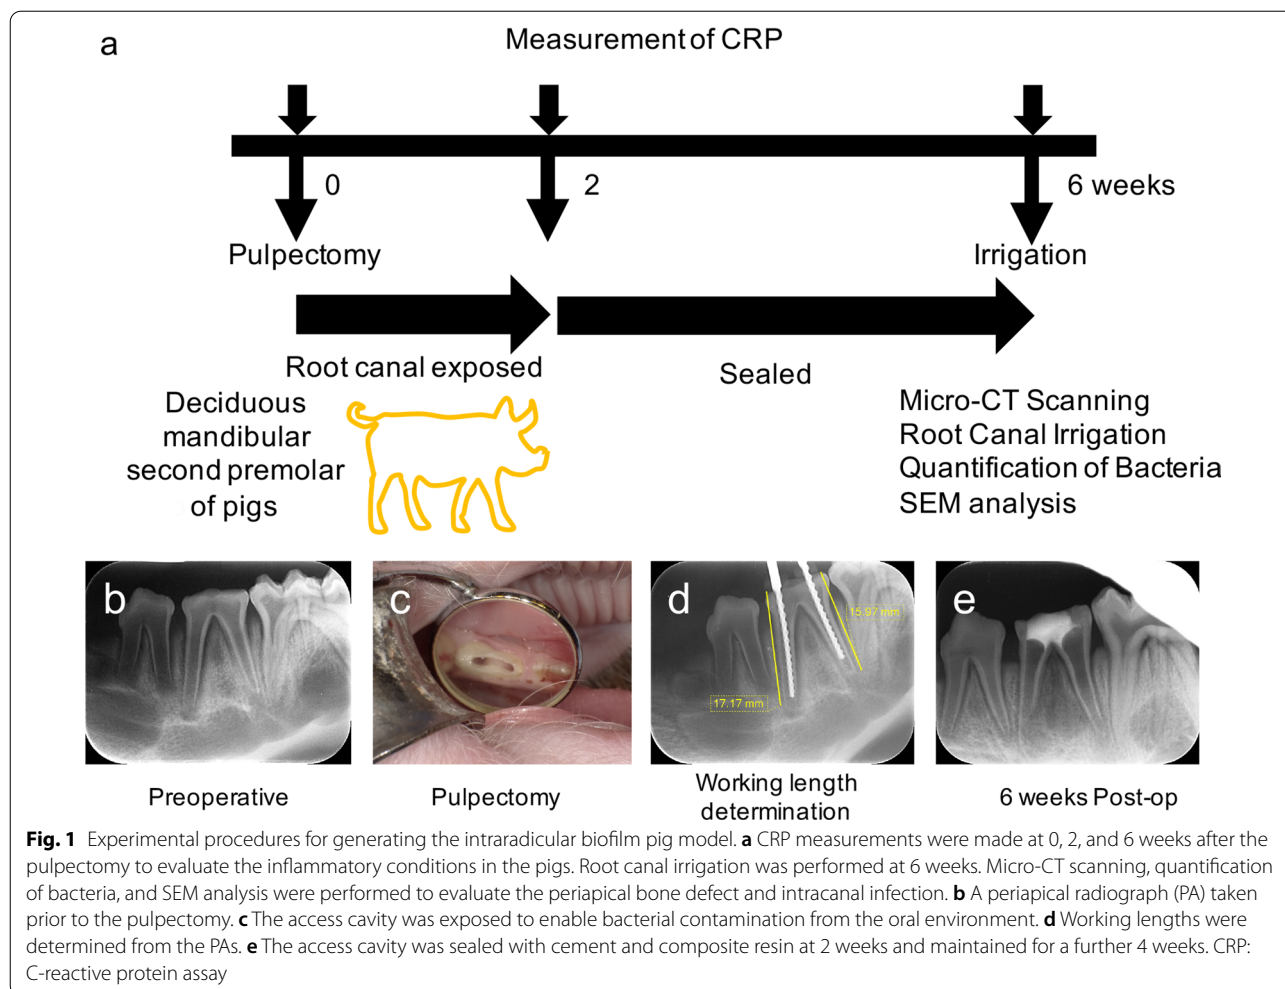 a
Measurement of CRP
0
2
6 weeks
Pulpectomy
Irrigation
Root canal exposed
Sealed
Deciduous
mandibular
second premolar
of pigs
Micro-CT Scanning
Root Canal Irrigation
Quantification of Bacteria
SEM analysis
b
c
d
15.97 mm
17.17 mm
e
Preoperative
Pulpectomy
Working length
determination
6 weeks Post-op
Fig. 1 Experimental procedures for generating the intraradicular biofilm pig model. a CRP measurements were made at 0, 2, and 6 weeks after the
pulpectomy to evaluate the inflammatory conditions in the pigs. Root canal irrigation was performed at 6 weeks. Micro-CT scanning, quantification
of bacteria, and SEM analysis were performed to evaluate the periapical bone defect and intracanal infection. b A periapical radiograph (PA) taken
prior to the pulpectomy. c The access cavity was exposed to enable bacterial contamination from the oral environment. d Working lengths were
determined from the PAs. e The access cavity was sealed with cement and composite resin at 2 weeks and maintained for a further 4 weeks. CRP:
C-reactive protein assay